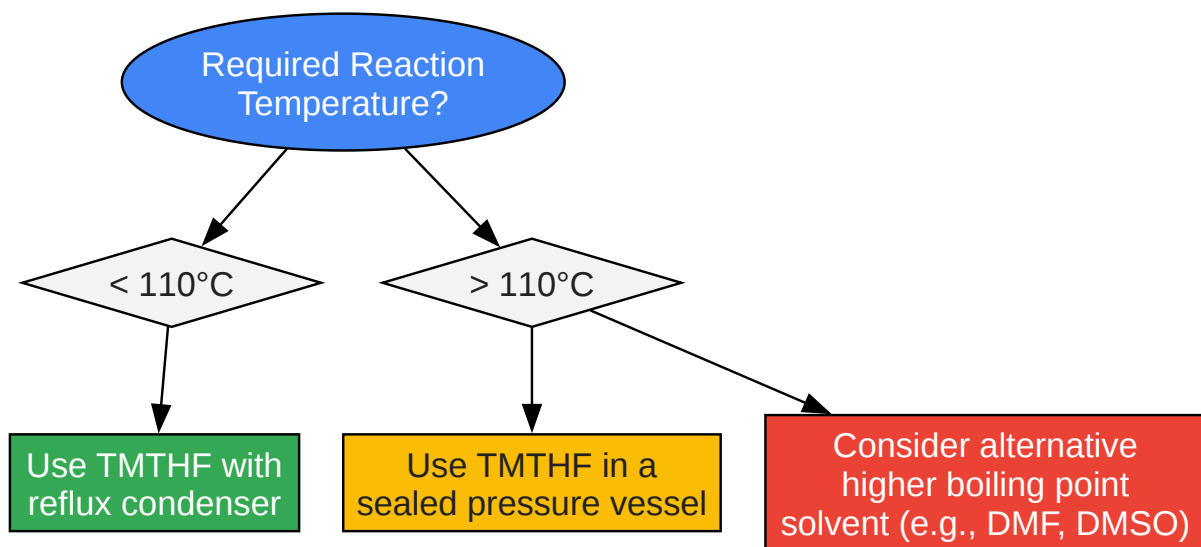 Required Reaction
Temperature?
< 110°C
> 110°C
Use TMTHF with
reflux condenser
Use TMTHF in a
sealed pressure vessel
Consider alternative
higher boiling point
solvent (e.g., DMF, DMSO)